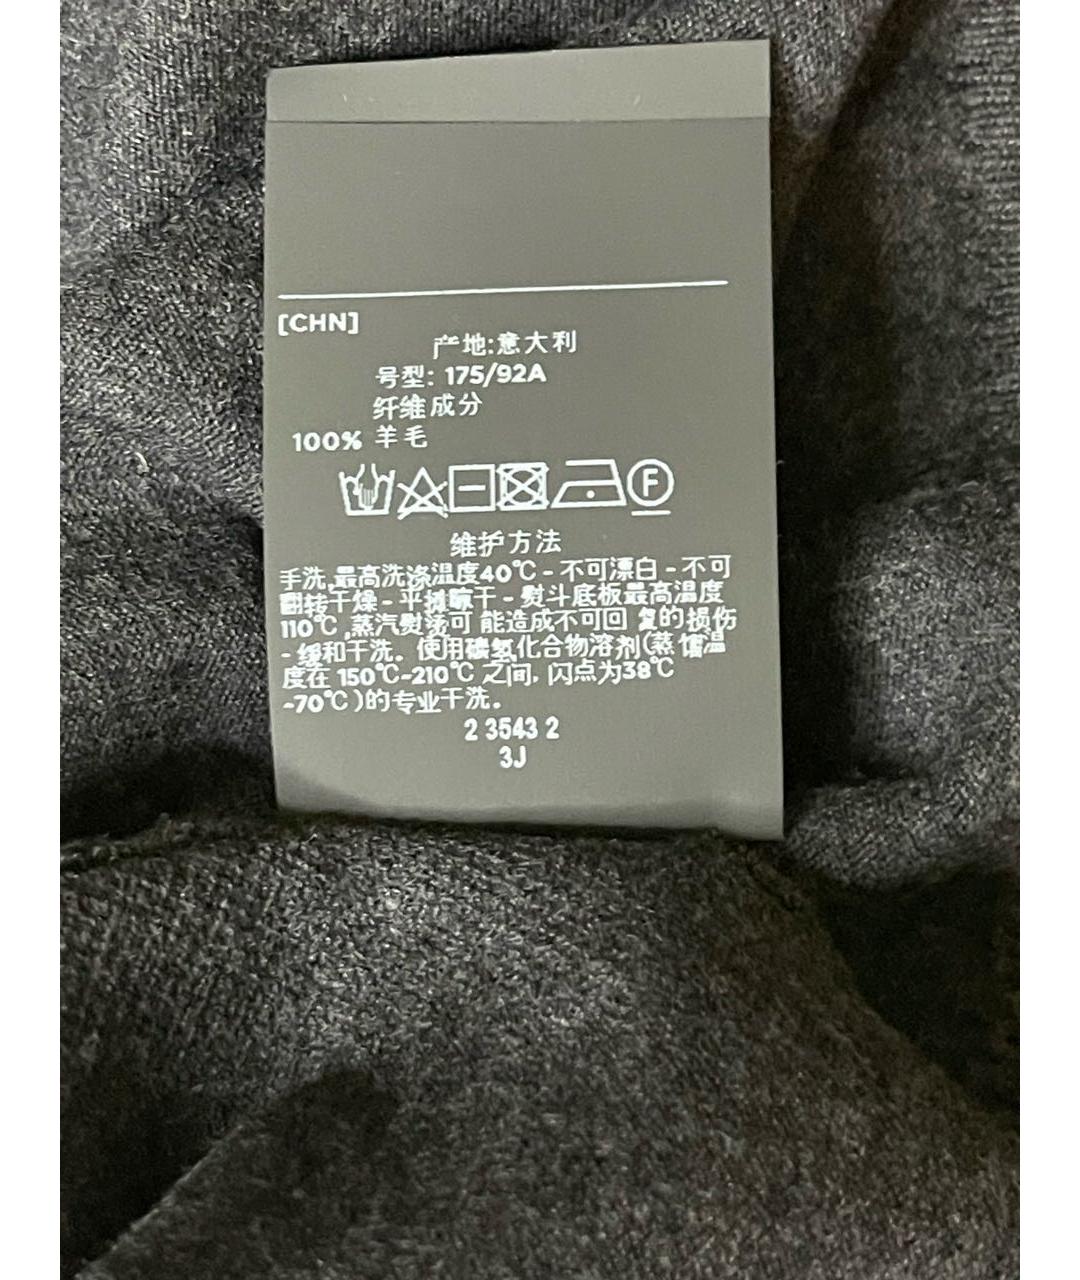 [CHN]
产地:意大利
号型: 175/92A
纤维成分
100% 羊毛
F
维护方法
手洗,最高洗涤温度40℃ - 不可漂白 - 不可
翻转干燥 - 平摊晾干 - 熨斗底板最高温度
110℃,蒸汽熨烫可 能造成不可回 复的损伤
- 缓和干洗。使用碳氢化合物溶剂(蒸 馏温
度在 150℃-210℃ 之间, 闪点为38℃
-70℃)的专业干洗。
2 3543 2
3J